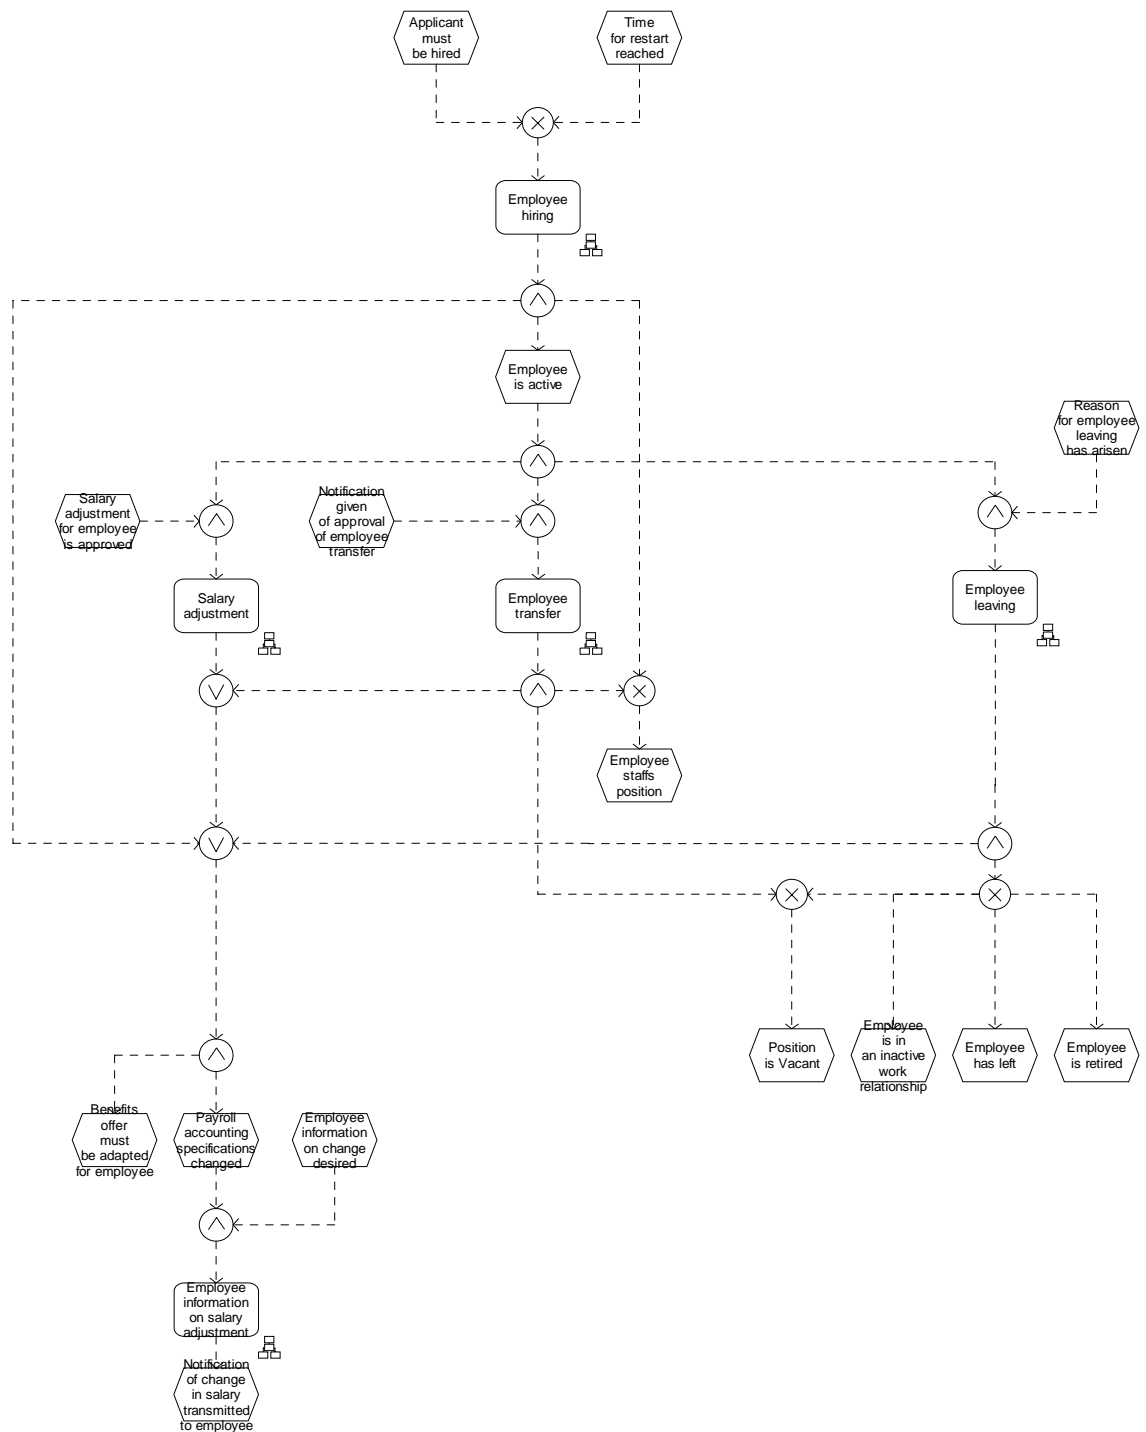 Applicant
must
be hired
Time
for restart
reached
Employee
hiring
Employee
is active
Reason
for employee
leaving
has arisen
Salary
adjustment
for employee
is approved
Notification
given
of approval
of employee
transfer
Salary
adjustment
Employee
transfer
Employee
leaving
Employee
staffs
position
Position
is Vacant
Employee
is in
an inactive
work
relationship
Employee
has left
Employee
is retired
Benefits
offer
must
be adapted
for employee
Payroll
accounting
specifications
changed
Employee
information
on change
desired
Employee
information
on salary
adjustment
Notification
of change
in salary
transmitted
to employee